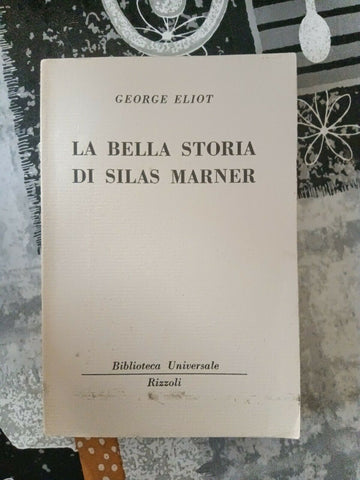 GEORGE ELIOT
LA BELLA STORIA
DI SILAS MARNER
Biblioteca Universale
Rizzoli